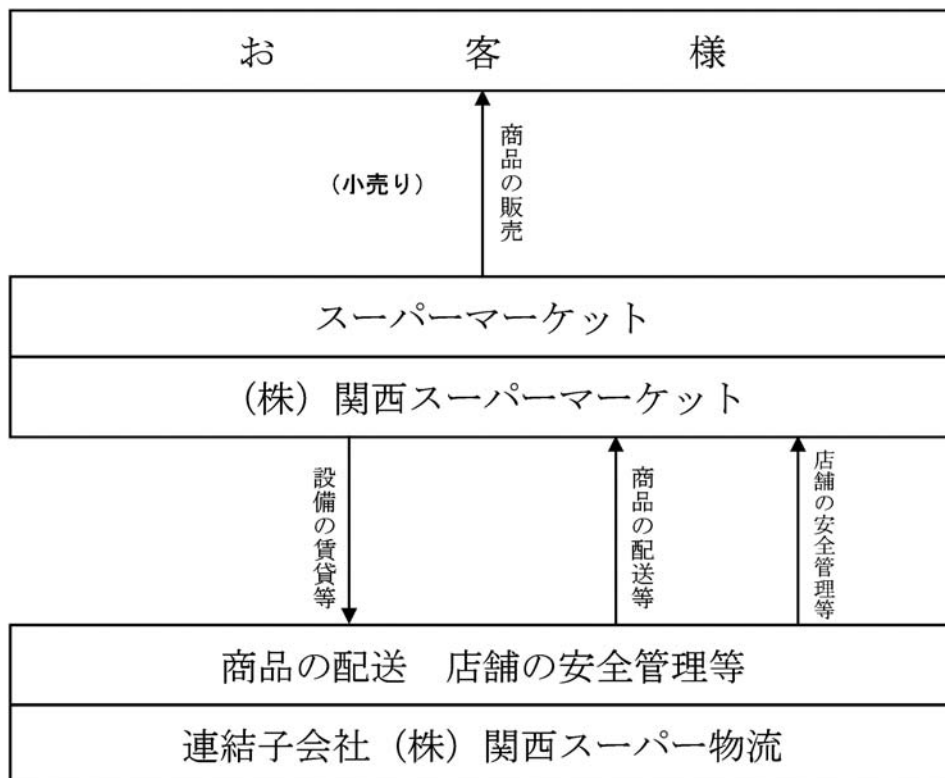 お客様
（小売り）
商品の販売
スーパーマーケット
（株）関西スーパーマーケット
設備の賃貸等
商品の配送等
店舗の安全管理等
商品の配送　店舗の安全管理等
連結子会社（株）関西スーパー物流